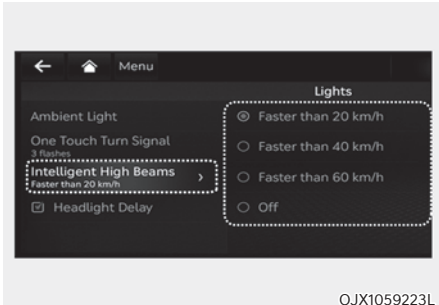 Menu
Lights
Ambient Light
One Touch Turn Signal
3 flashes
Intelligent High Beams
Faster than 20 km/h
Headlight Delay
Faster than 20 km/h
Faster than 40 km/h
Faster than 60 km/h
Off
OJX1059223L